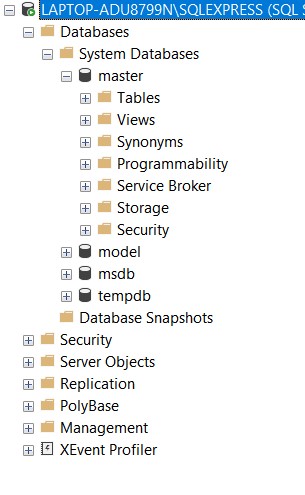 LAPTOP-ADU8799N\SQLEXPRESS (SQL S
Databases
System Databases
master
Tables
Views
Synonyms
Programmability
Service Broker
Storage
Security
model
msdb
tempdb
Database Snapshots
Security
Server Objects
Replication
PolyBase
Management
XEvent Profiler